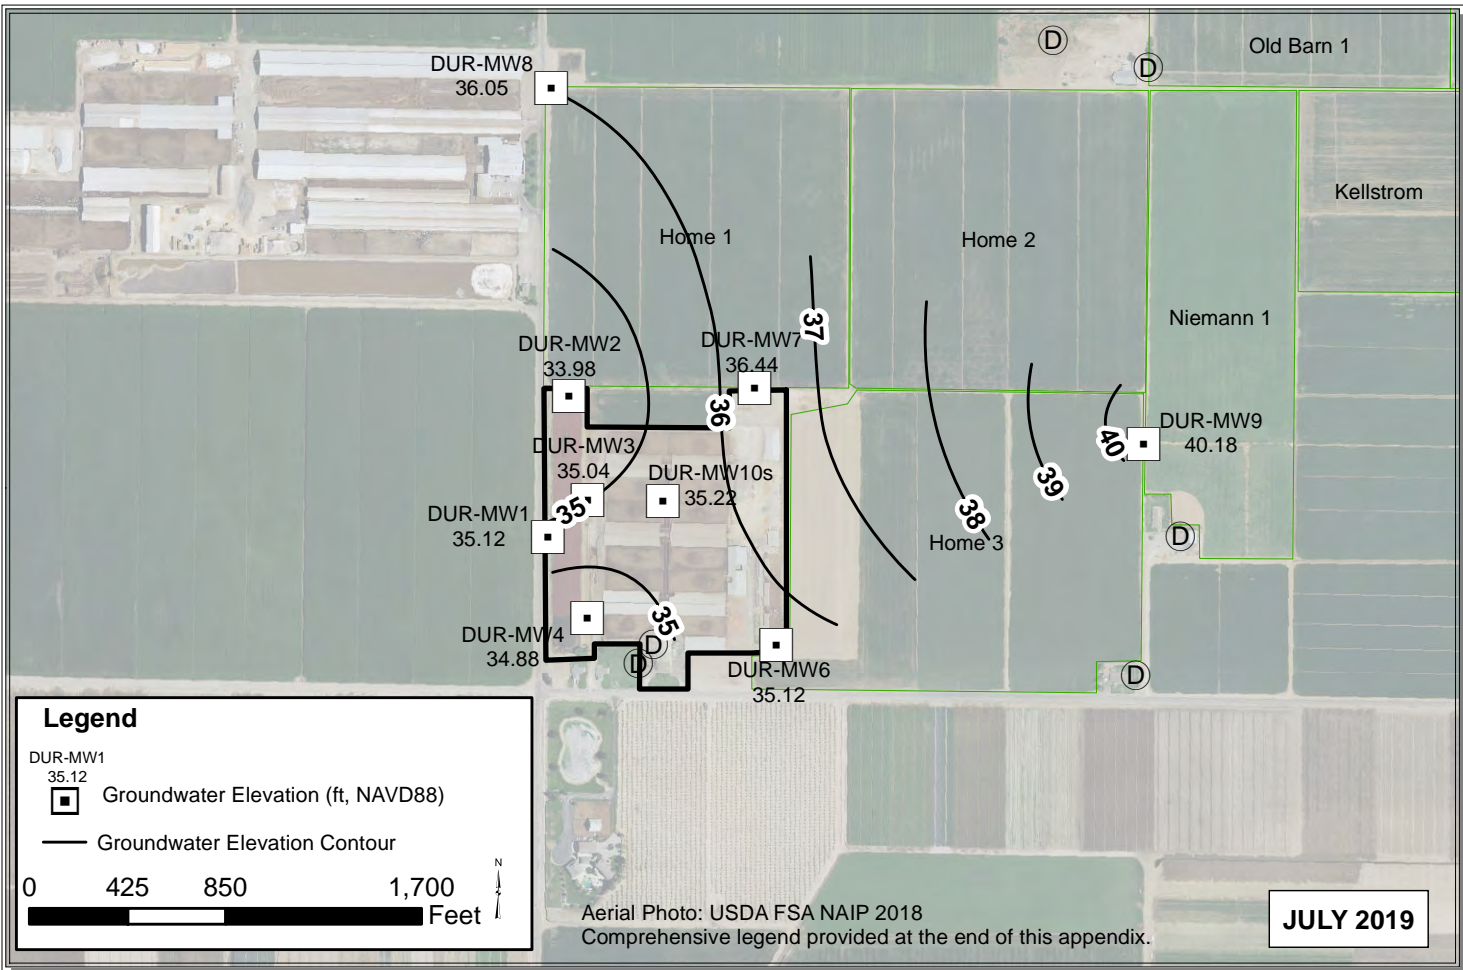 D
Old Barn 1
D
DUR-MW8
36.05
Kellstrom
Home 1
Home 2
Niemann 1
37
DUR-MW2
33.98
DUR-MW7
36.44
36
DUR-MW9
40.18
40
DUR-MW3
35.04
DUR-MW10s
35.22
39
35
38
DUR-MW1
35.12
Home 3
D
35
DUR-MW4
34.88
D
D
DUR-MW6
35.12
D
Legend
DUR-MW1
35.12
Groundwater Elevation (ft, NAVD88)
Groundwater Elevation Contour
N
0 425 850 1,700
Feet
Aerial Photo: USDA FSA NAIP 2018
Comprehensive legend provided at the end of this appendix.
JULY 2019